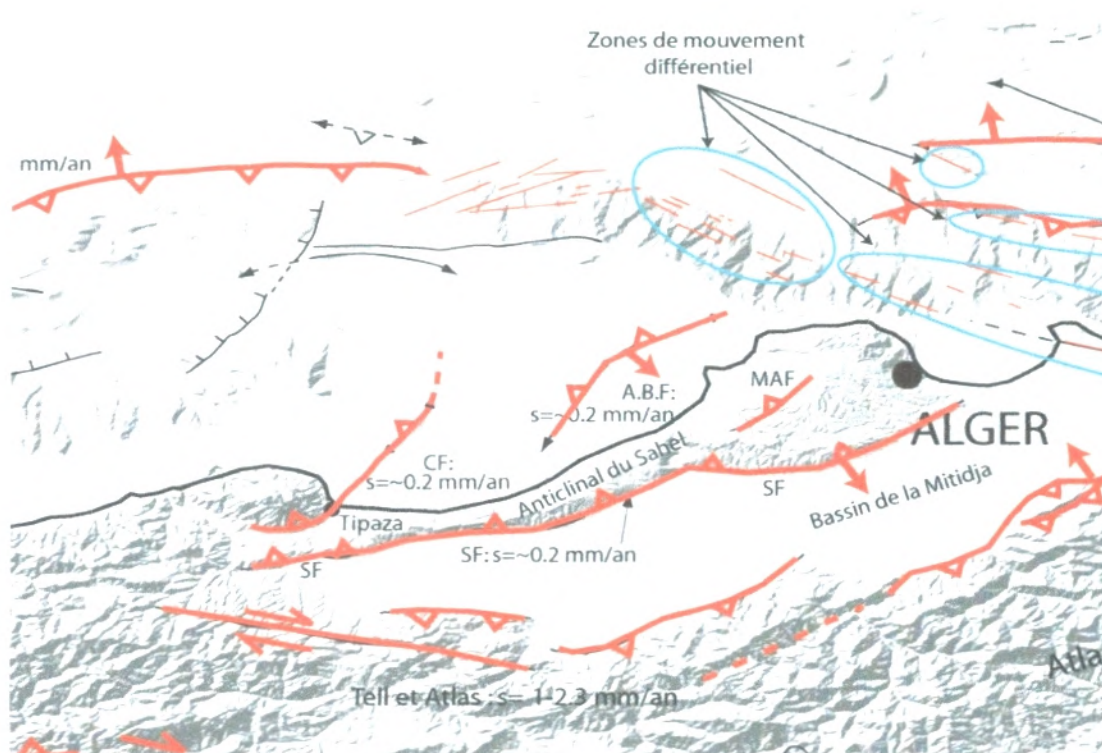 Zones de mouvement
différentiel
mm/an
A.B.F:
s=~0.2 mm/an
MAF
ALGER
CF:
s=~0.2 mm/an
Anticlinal du Sahel
SF
Bassin de la Mitidja
Tipaza
SF: s=~0.2 mm/an
SF
Tell et Atlas : s= 1-2.3 mm/an
Atla